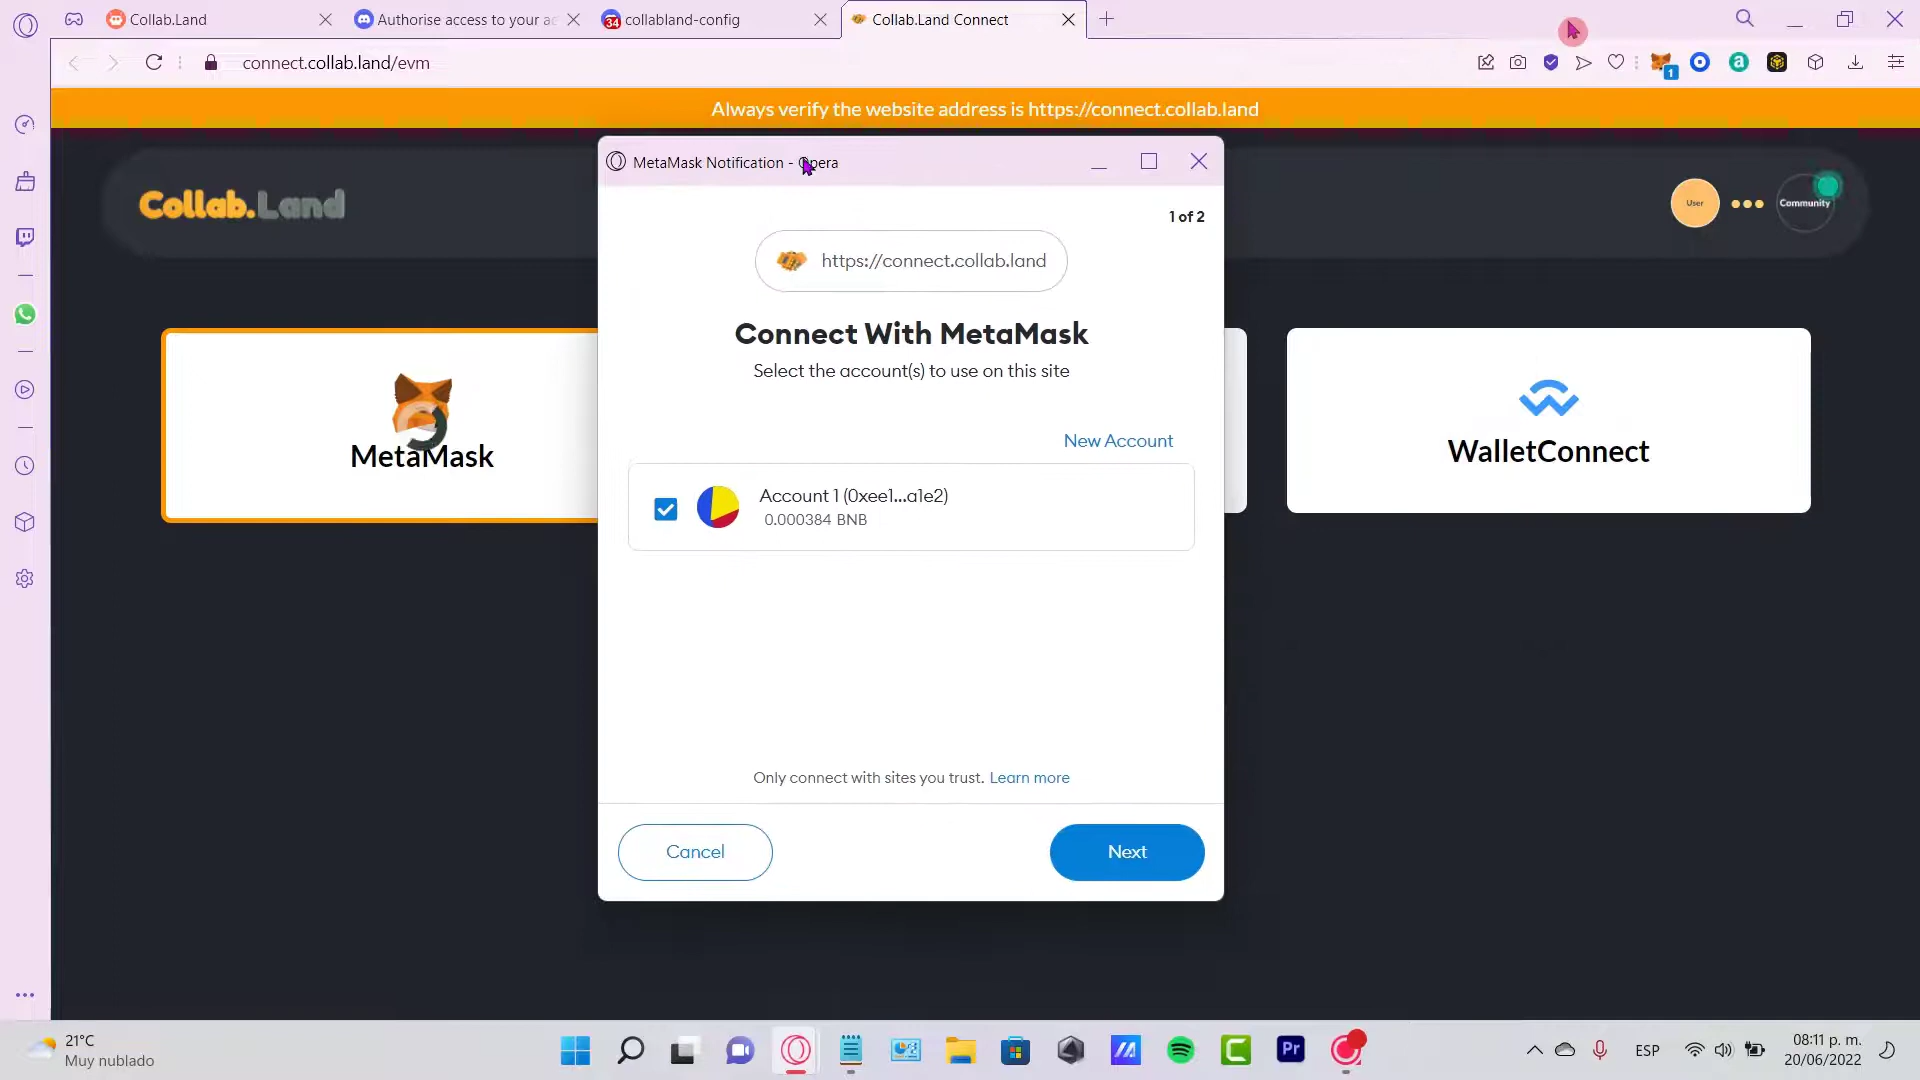 Collab.Land
Authorise access to your ac
34
collabland-config
Collab.Land Connect
connect.collab.land/evm
1
Always verify the website address is https://connect.collab.land
MetaMask Notification - Opera
Collab.Land
User
Community
1 of 2
https://connect.collab.land
Connect With MetaMask
Select the account(s) to use on this site
New Account
Account 1 (0xee1...a1e2)
0.000384 BNB
MetaMask
WalletConnect
Only connect with sites you trust. Learn more
Cancel
Next
21°C
Muy nublado
Pr
ESP
08:11 p. m.
20/06/2022